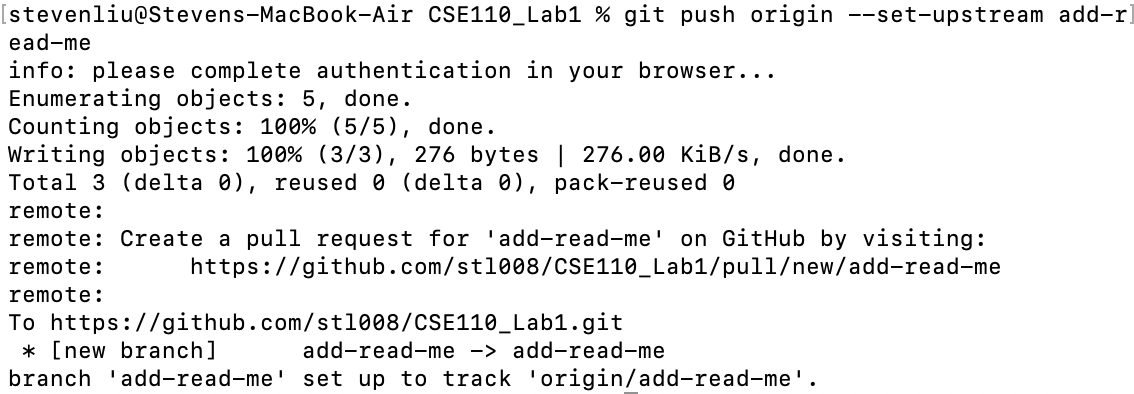 [stevenliu@Stevens-MacBook-Air CSE110_Lab1 % git push origin --set-upstream add-r]
ead-me
info: please complete authentication in your browser...
Enumerating objects: 5, done.
Counting objects: 100% (5/5), done.
Writing objects: 100% (3/3), 276 bytes | 276.00 KiB/s, done.
Total 3 (delta 0), reused 0 (delta 0), pack-reused 0
remote:
remote: Create a pull request for 'add-read-me' on GitHub by visiting:
remote:      https://github.com/stl008/CSE110_Lab1/pull/new/add-read-me
remote:
To https://github.com/stl008/CSE110_Lab1.git
 * [new branch]      add-read-me -> add-read-me
branch 'add-read-me' set up to track 'origin/add-read-me'.